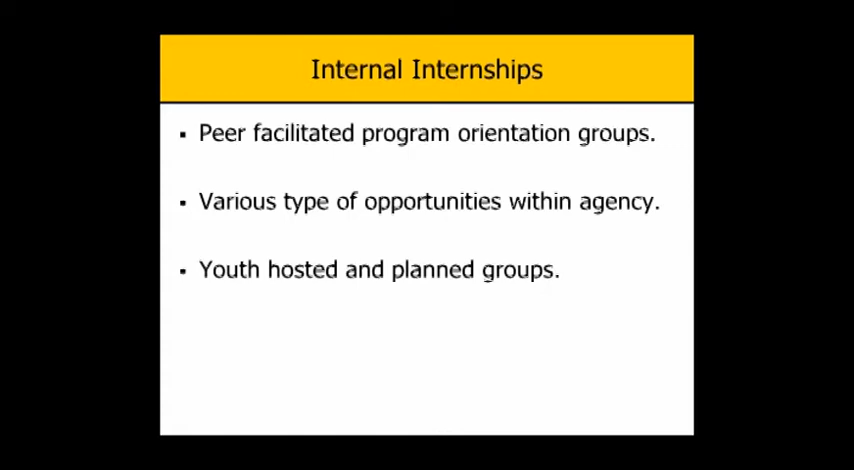 Internal Internships
▪ Peer facilitated program orientation groups.
▪ Various type of opportunities within agency.
▪ Youth hosted and planned groups.